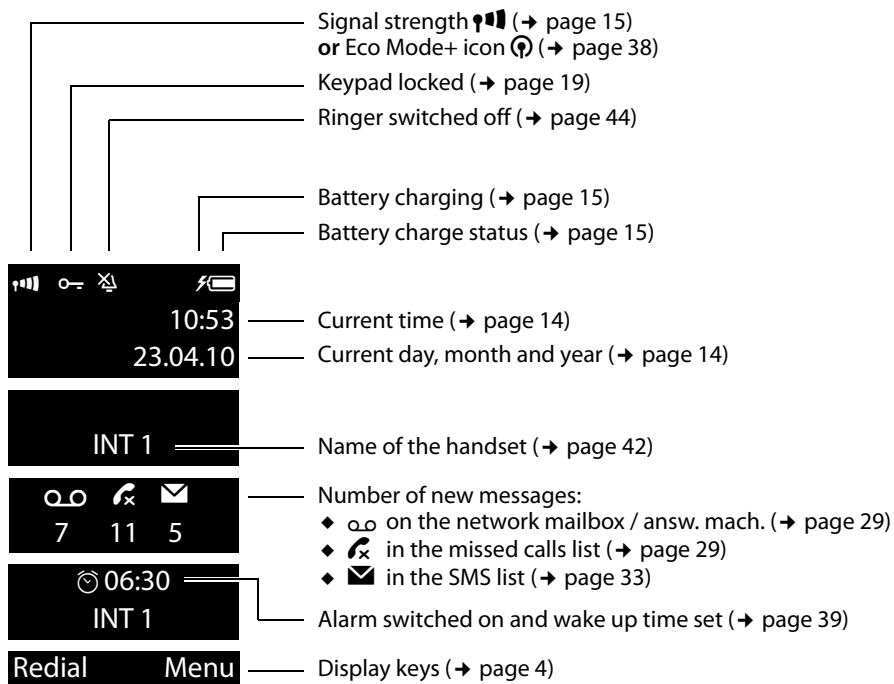 Signal strength (➔ page 15)
or Eco Mode+ icon (➔ page 38)
Keypad locked (➔ page 19)
Ringer switched off (➔ page 44)
Battery charging (➔ page 15)
Battery charge status (➔ page 15)
10:53
Current time (➔ page 14)
23.04.10
Current day, month and year (➔ page 14)
INT 1
Name of the handset (➔ page 42)
Number of new messages:
7 11 5
◆ on the network mailbox / answ. mach. (➔ page 29)
◆ in the missed calls list (➔ page 29)
◆ in the SMS list (➔ page 33)
06:30
INT 1
Alarm switched on and wake up time set (➔ page 39)
Redial Menu
Display keys (➔ page 4)